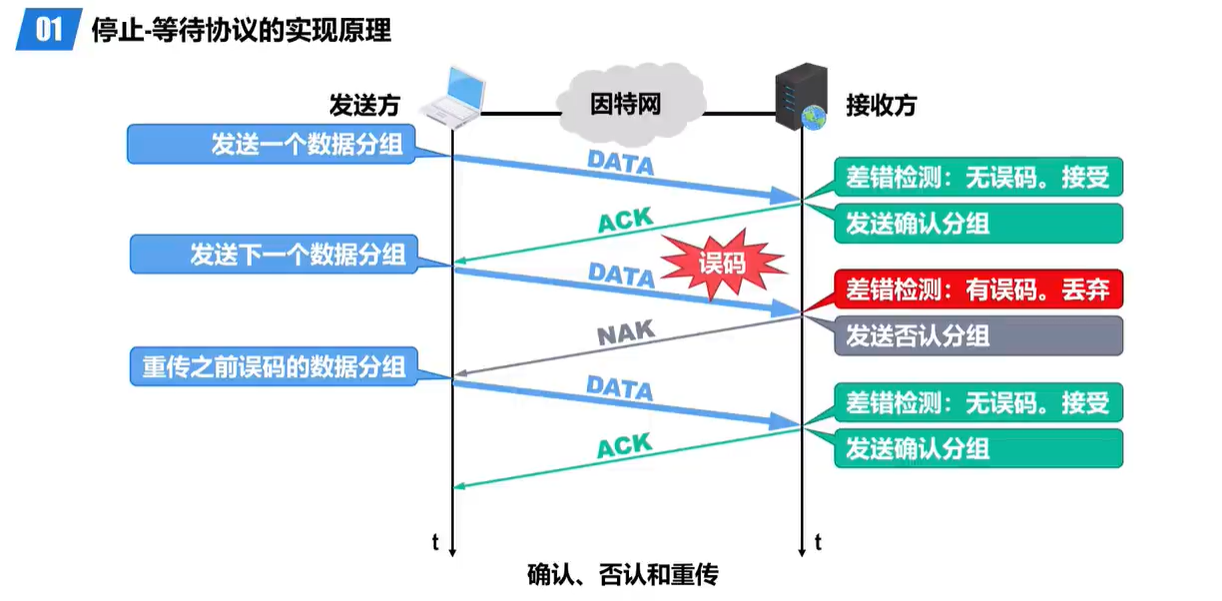 01 停止-等待协议的实现原理
发送方
因特网
接收方
发送一个数据分组
DATA
差错检测：无误码。接受
ACK
发送确认分组
发送下一个数据分组
DATA
误码
差错检测：有误码。丢弃
NAK
发送否认分组
重传之前误码的数据分组
DATA
差错检测：无误码。接受
ACK
发送确认分组
t
t
确认、否认和重传